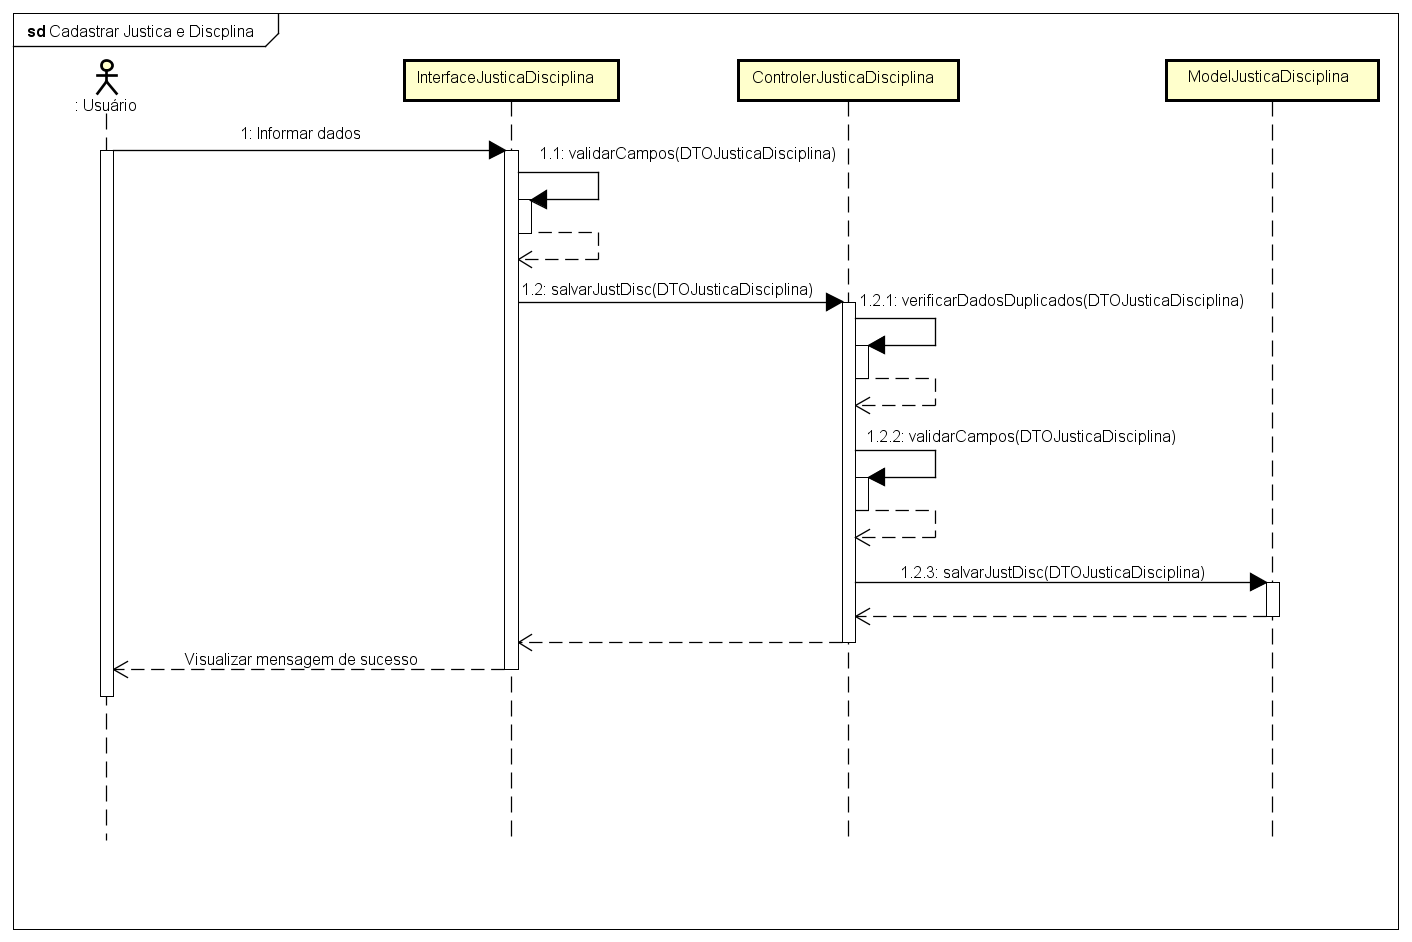 sd Cadastrar Justica e Discplina
: Usuário
InterfaceJusticaDisciplina
ControlerJusticaDisciplina
ModelJusticaDisciplina
1: Informar dados
1.1: validarCampos(DTOJusticaDisciplina)
1.2: salvarJustDisc(DTOJusticaDisciplina)
1.2.1: verificarDadosDuplicados(DTOJusticaDisciplina)
1.2.2: validarCampos(DTOJusticaDisciplina)
1.2.3: salvarJustDisc(DTOJusticaDisciplina)
Visualizar mensagem de sucesso